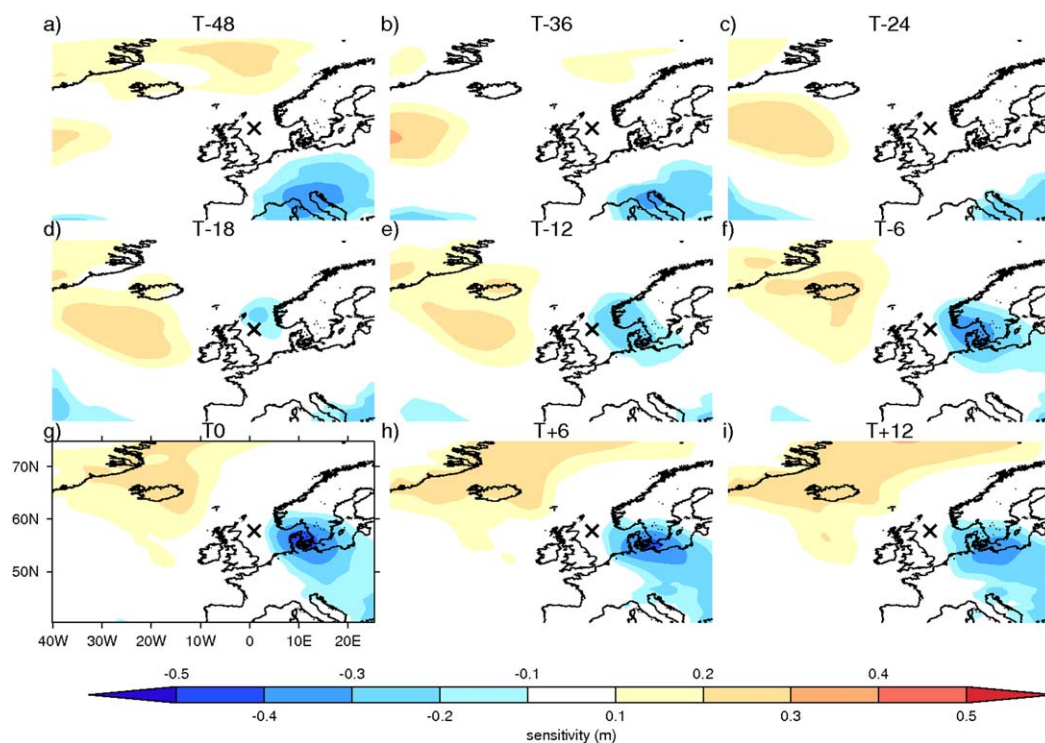 a) T-48 b) T-36 c) T-24
d) T-18 e) T-12 f) T-6
g) T0 h) T+6 i) T+12
70N
60N
50N
40W 30W 20W 10W 0 10E 20E
-0.5 -0.3 -0.1 0.2 0.4
-0.4 -0.2 0.1 0.3 0.5
sensitivity (m)